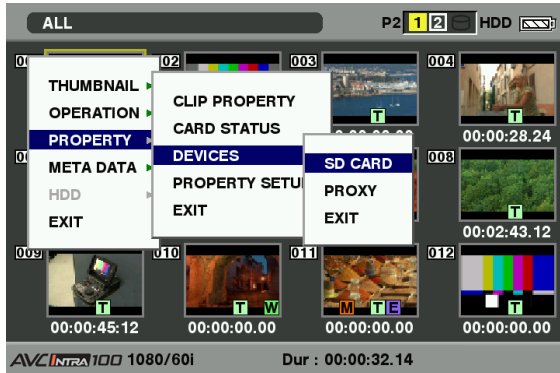 ALL
P2 1 2 HDD
002
003
004
THUMBNAIL
OPERATION
PROPERTY
META DATA
HDD
EXIT
CLIP PROPERTY
CARD STATUS
DEVICES
PROPERTY SETU
EXIT
SD CARD
PROXY
EXIT
T
T
00:00:28.24
008
T
00:02:43.12
009
010
011
012
T
T W
M T E
T
00:00:45:12
00:00:00.00
00:00:00.00
00:00:00.00
AVC INTRA 100 1080/60i
Dur : 00:00:32.14